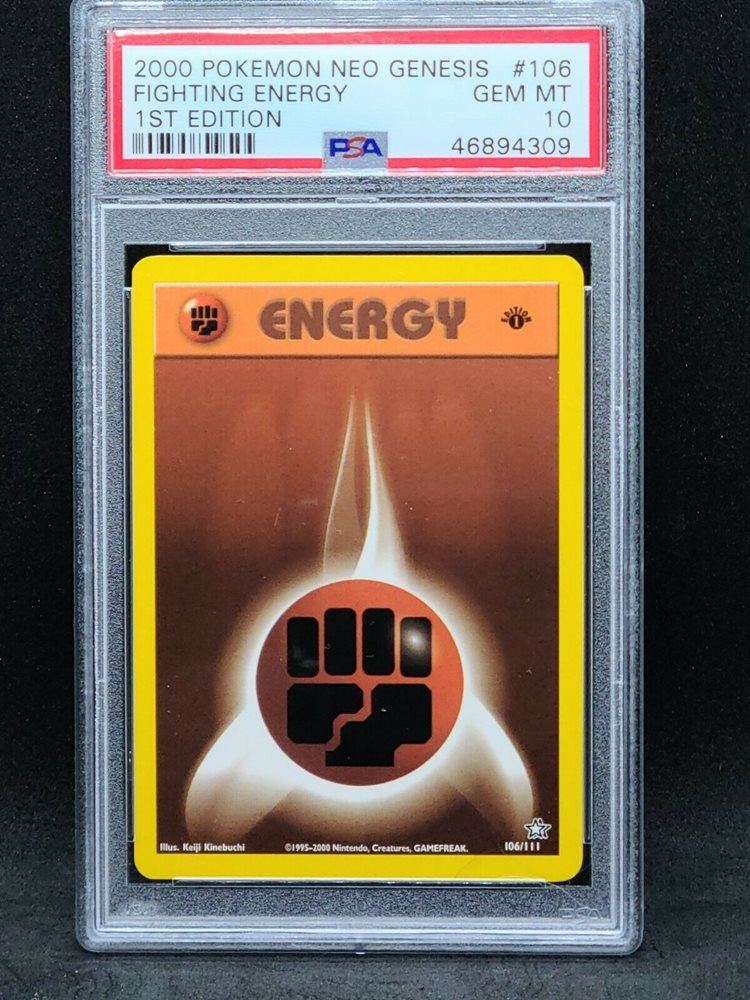 2000 POKEMON NEO GENESIS #106
FIGHTING ENERGY GEM MT
1ST EDITION 10
PSA 46894309
ENERGY
EDITION 1
Illus. Keiji Kinebuchi ©1995-2000 Nintendo, Creatures, GAMEFREAK. 106/111
PSA